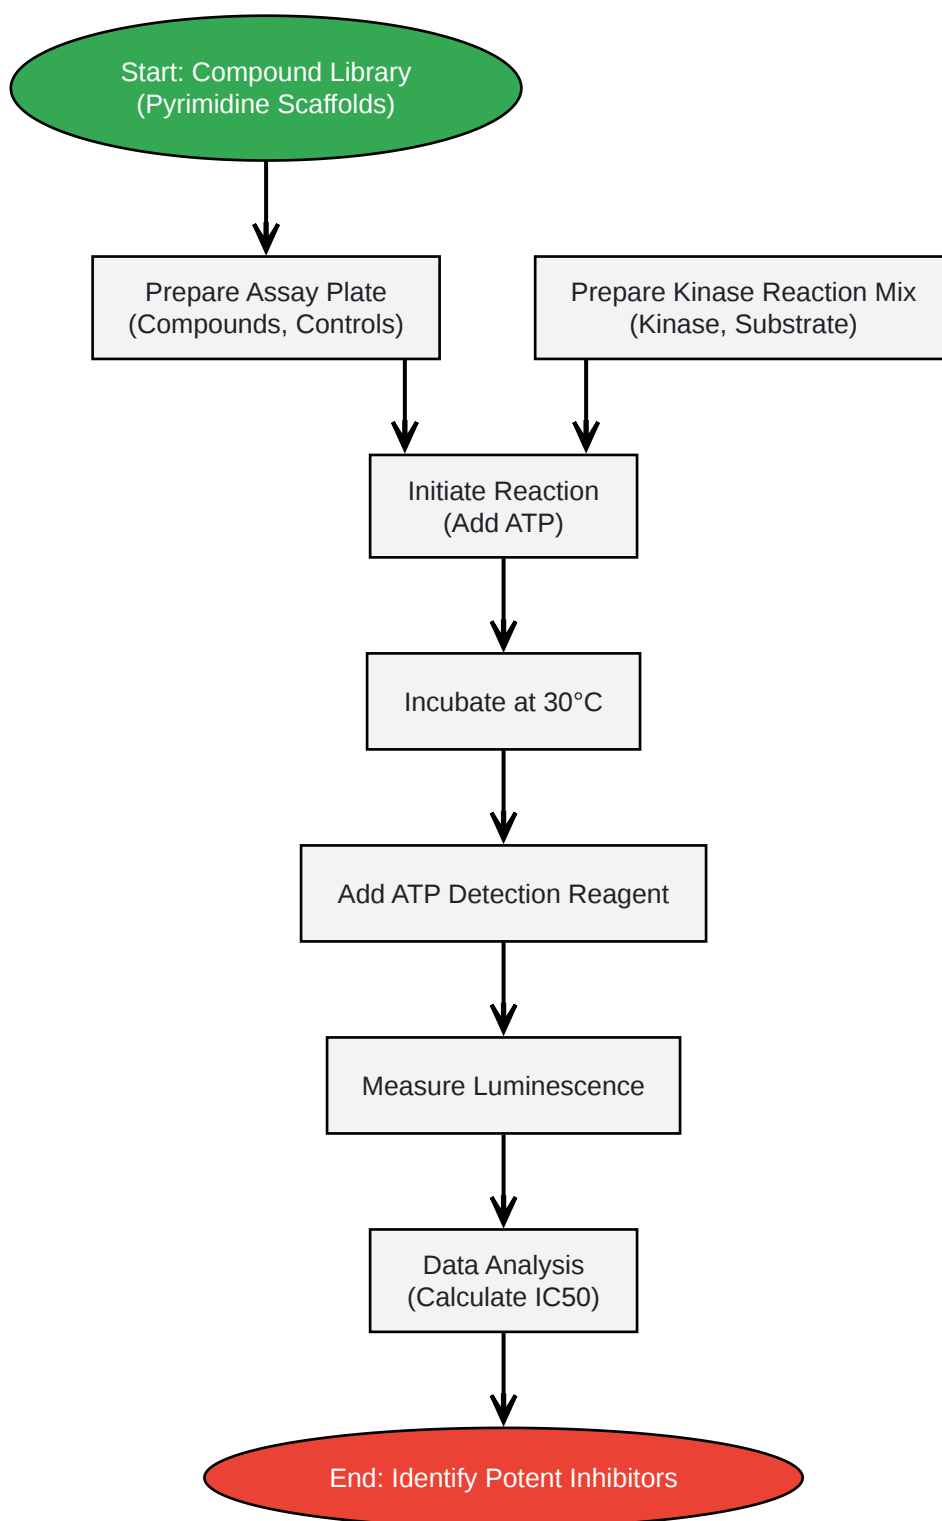 Start: Compound Library
(Pyrimidine Scaffolds)
Prepare Assay Plate
(Compounds, Controls)
Prepare Kinase Reaction Mix
(Kinase, Substrate)
Initiate Reaction
(Add ATP)
Incubate at 30°C
Add ATP Detection Reagent
Measure Luminescence
Data Analysis
(Calculate IC50)
End: Identify Potent Inhibitors